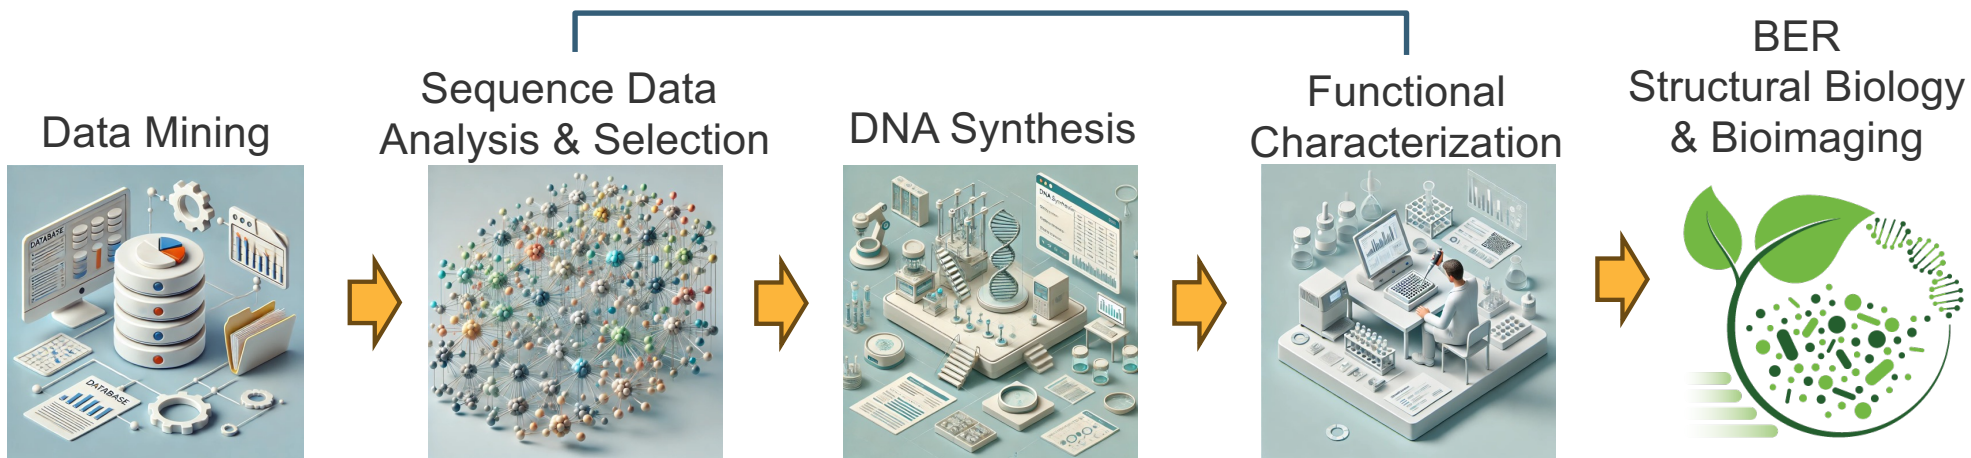 Data Mining
Sequence Data
Analysis & Selection
DNA Synthesis
Functional
Characterization
BER
Structural Biology
& Bioimaging
DATABASE
DATABASE
DNA Synthesis